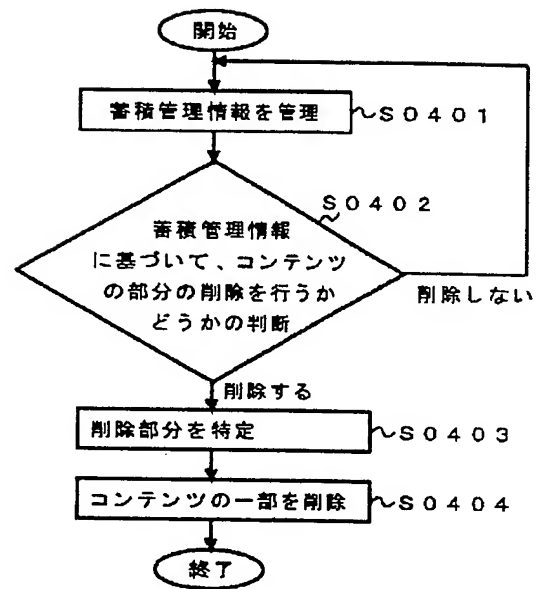 開始
蓄積管理情報を管理
S0401
S0402
蓄積管理情報
に基づいて、コンテンツ
の部分の削除を行うか
どうかの判断
削除しない
削除する
削除部分を特定
S0403
コンテンツの一部を削除
S0404
終了